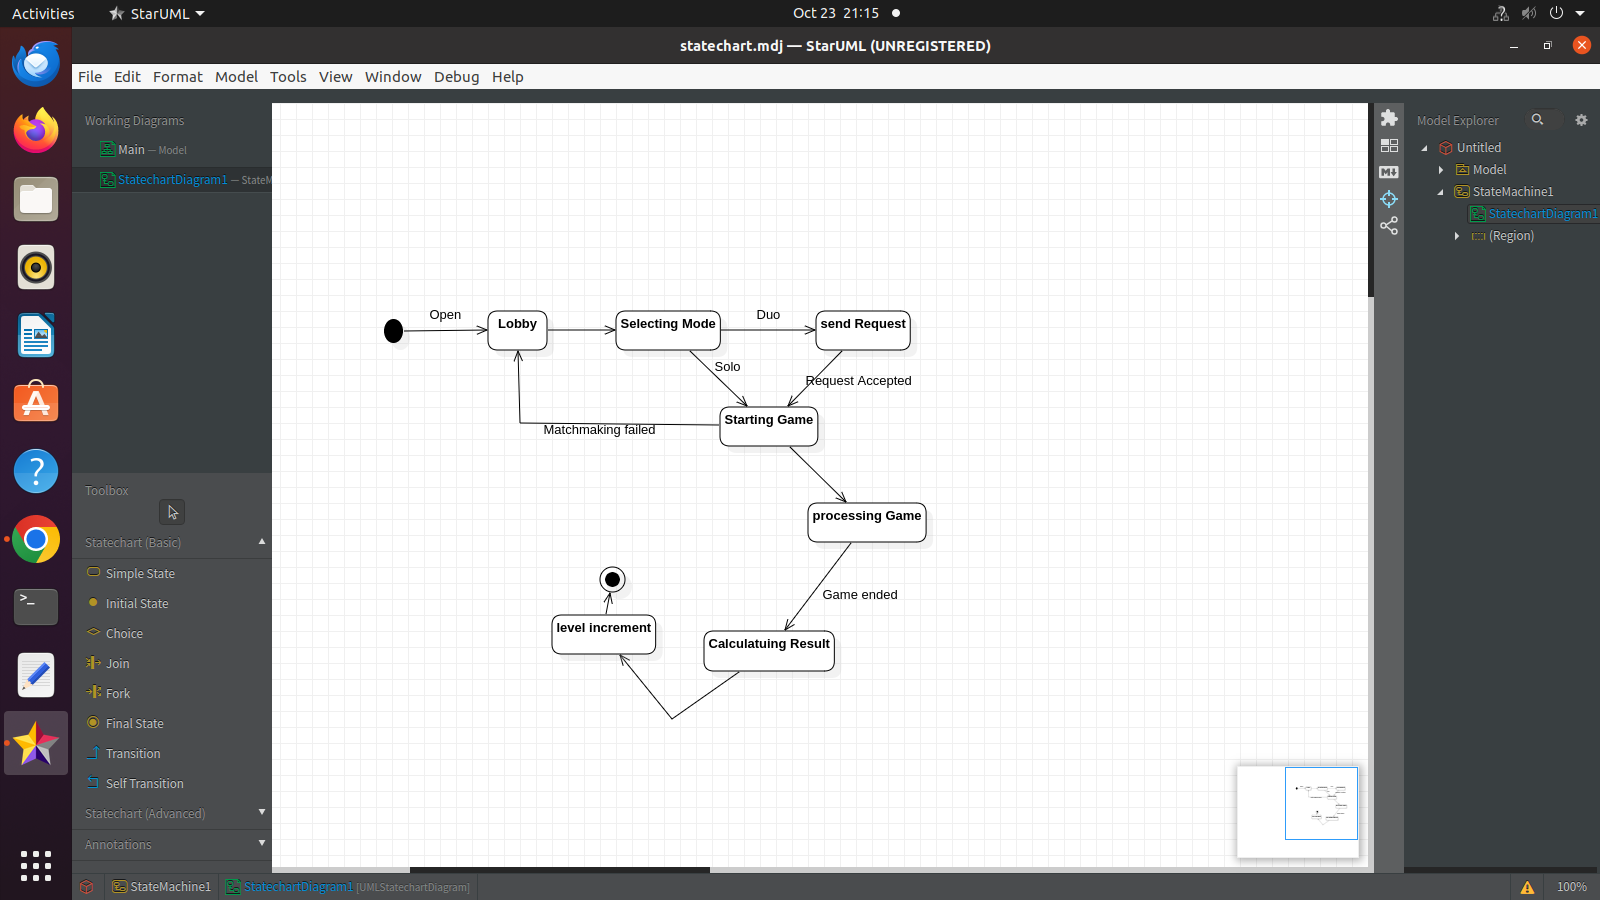 Activities
StarUML
Oct 23 21:15
statechart.mdj — StarUML (UNREGISTERED)
File Edit Format Model Tools View Window Debug Help
Working Diagrams
Main — Model
StatechartDiagram1 — StateM
Toolbox
Statechart (Basic)
Simple State
Initial State
Choice
Join
Fork
Final State
Transition
Self Transition
Statechart (Advanced)
Annotations
Open
Lobby
Selecting Mode
Duo
send Request
Solo
Request Accepted
Starting Game
Matchmaking failed
processing Game
Game ended
level increment
Calculatuing Result
M
Model Explorer
Untitled
Model
StateMachine1
StatechartDiagram1
(Region)
StateMachine1
StatechartDiagram1 [UMLStatechartDiagram]
100%